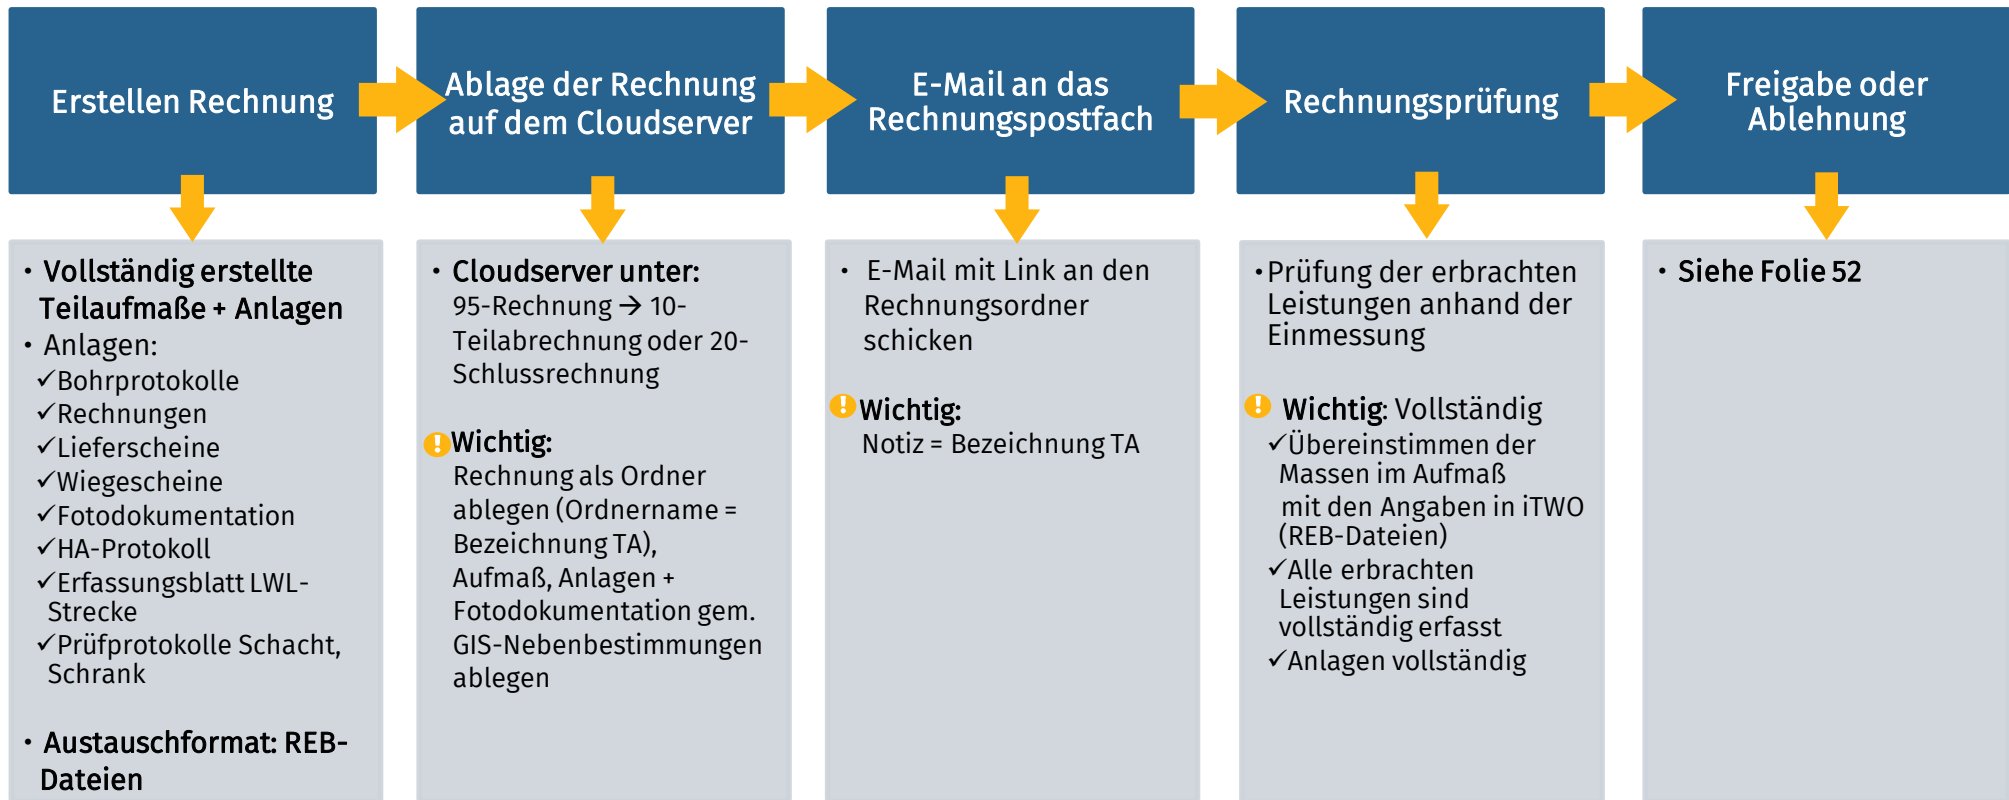 Erstellen Rechnung
Ablage der Rechnung
auf dem Cloudserver
E-Mail an das
Rechnungspostfach
Rechnungsprüfung
Freigabe oder
Ablehnung
• Vollständig erstellte
Teilaufmaße + Anlagen
• Anlagen:
✓Bohrprotokolle
✓Rechnungen
✓Lieferscheine
✓Wiegescheine
✓Fotodokumentation
✓HA-Protokoll
✓Erfassungsblatt LWL-
Strecke
✓Prüfprotokolle Schacht,
Schrank
• Austauschformat: REB-
Dateien
• Cloudserver unter:
95-Rechnung → 10-
Teilabrechnung oder 20-
Schlussrechnung
! Wichtig:
Rechnung als Ordner
ablegen (Ordnername =
Bezeichnung TA),
Aufmaß, Anlagen +
Fotodokumentation gem.
GIS-Nebenbestimmungen
ablegen
• E-Mail mit Link an den
Rechnungsordner
schicken
! Wichtig:
Notiz = Bezeichnung TA
• Prüfung der erbrachten
Leistungen anhand der
Einmessung
! Wichtig: Vollständig
✓Übereinstimmen der
Massen im Aufmaß
mit den Angaben in iTWO
(REB-Dateien)
✓Alle erbrachten
Leistungen sind
vollständig erfasst
✓Anlagen vollständig
• Siehe Folie 52